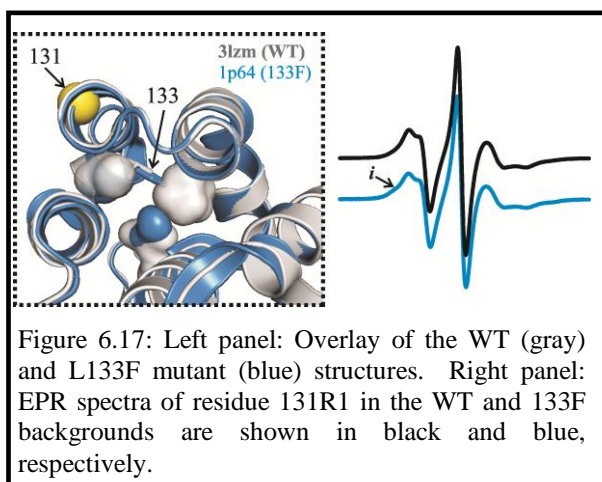 131
133
3lzm (WT)
1p64 (133F)
i
Figure 6.17: Left panel: Overlay of the WT (gray)
and L133F mutant (blue) structures. Right panel:
EPR spectra of residue 131R1 in the WT and 133F
backgrounds are shown in black and blue,
respectively.